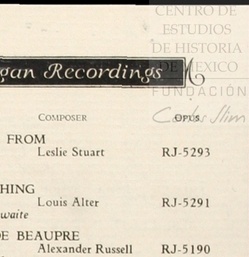 CENTRO DE
ESTUDIOS
DE HISTORIA
DE MEXICO
gan Recordings
FUNDACIÓN
Carlos Slim
COMPOSER OPUS
FROM
Leslie Stuart RJ-5293
HING
Louis Alter RJ-5291
waite
DE BEAUPRE
Alexander Russell RJ-5190